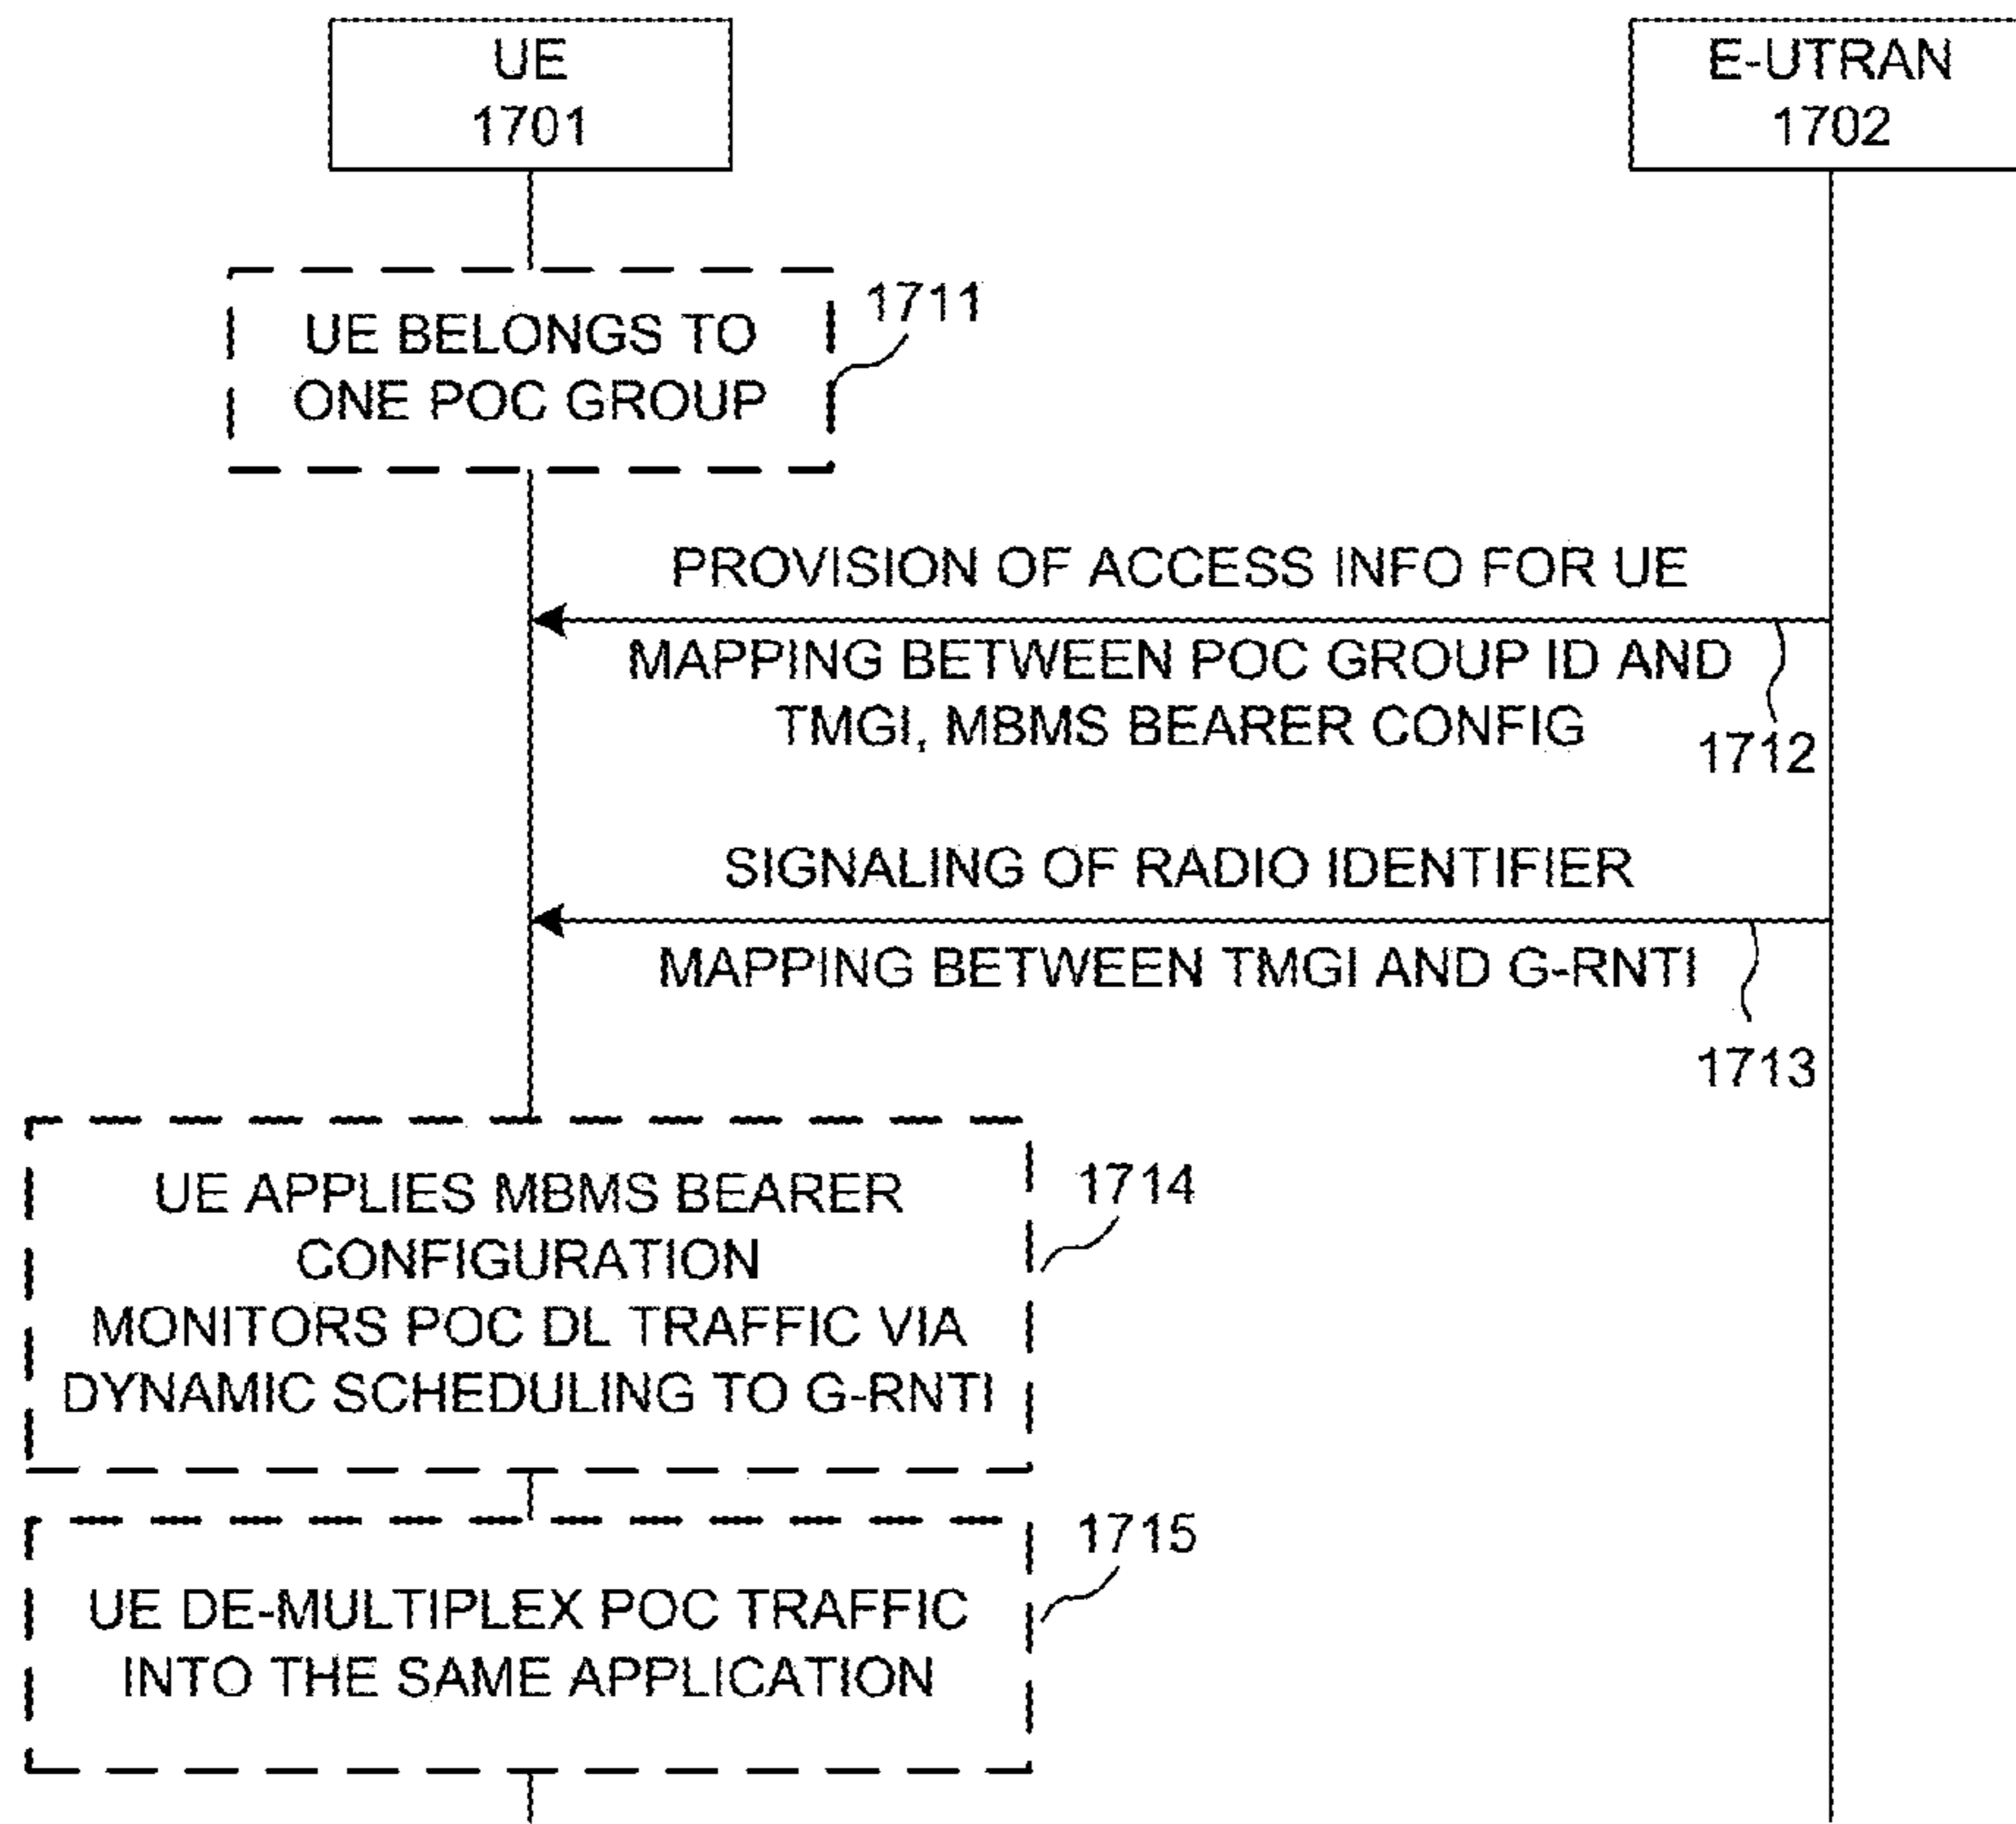 UE
1701
E-UTRAN
1702
UE BELONGS TO
ONE POC GROUP
1711
PROVISION OF ACCESS INFO FOR UE
MAPPING BETWEEN POC GROUP ID AND
TMGI, MBMS BEARER CONFIG
1712
SIGNALING OF RADIO IDENTIFIER
MAPPING BETWEEN TMGI AND G-RNTI
1713
UE APPLIES MBMS BEARER
CONFIGURATION
MONITORS POC DL TRAFFIC VIA
DYNAMIC SCHEDULING TO G-RNTI
1714
UE DE-MULTIPLEX POC TRAFFIC
INTO THE SAME APPLICATION
1715